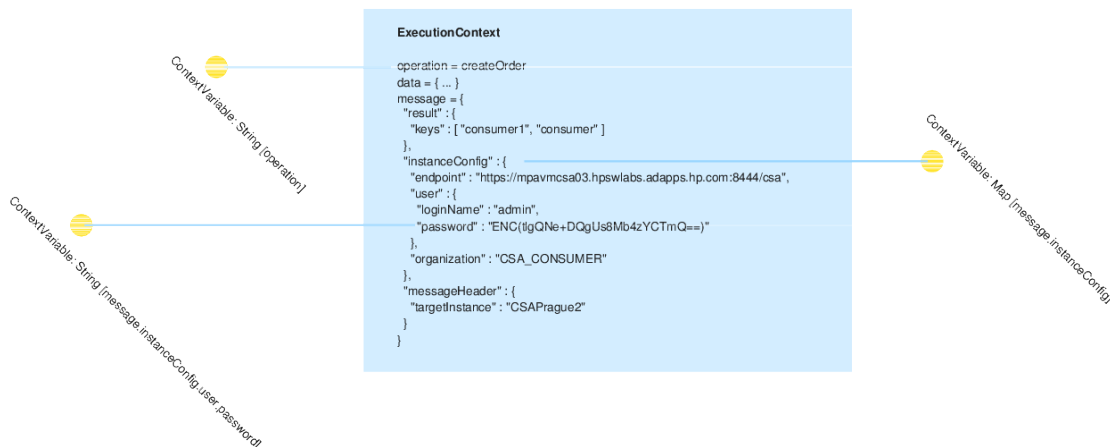 ExecutionContext
operation = createOrder
data = { ... }
message = {
"result" : {
"keys" : [ "consumer1", "consumer" ]
},
"instanceConfig" : {
"endpoint" : "https://mpavmcsa03.hpswlabs.adapps.hp.com:8444/csa",
"user" : {
"loginName" : "admin",
"password" : "ENC(tlgQNe+DQgUs8Mb4zYCTmQ==)"
},
"organization" : "CSA_CONSUMER"
},
"messageHeader" : {
"targetInstance" : "CSAPrague2"
}
}
ContextVariable: String [operation]
ContextVariable: String [message.instanceConfig.user.password]
ContextVariable: Map [message.instanceConfig]